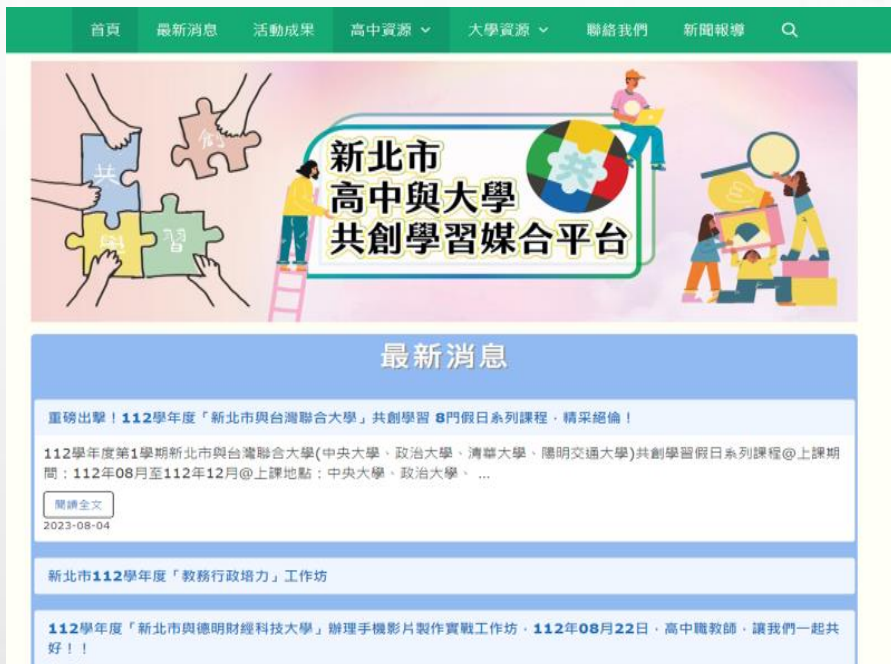 首頁 最新消息 活動成果 高中資源 大學資源 聯絡我們 新聞報導
共 創
學 習
新北市
高中與大學
共創學習媒合平台
共
最新消息
重磅出擊！112學年度「新北市與台灣聯合大學」共創學習 8門假日系列課程，精采絕倫！
112學年度第1學期新北市與台灣聯合大學(中央大學、政治大學、清華大學、陽明交通大學)共創學習假日系列課程@上課期
間：112年08月至112年12月@上課地點：中央大學、政治大學、 ...
閱讀全文
2023-08-04
新北市112學年度「教務行政培力」工作坊
112學年度「新北市與德明財經科技大學」辦理手機影片製作實戰工作坊，112年08月22日，高中職教師，讓我們一起共
好！！